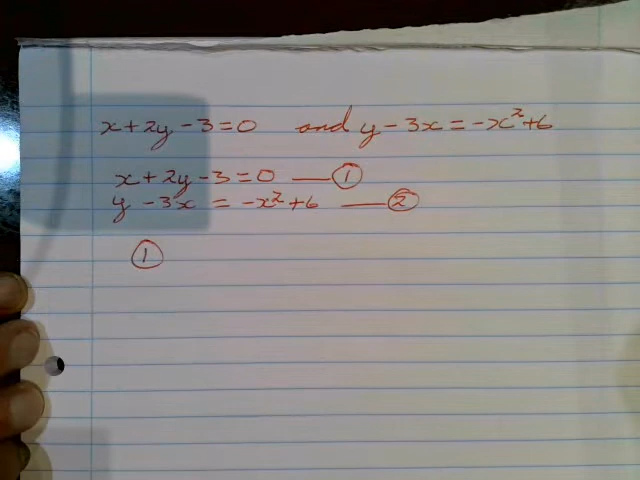 x + 2y - 3 = 0 and y - 3x = -x² + 6
x + 2y - 3 = 0 — ①
y - 3x = -x² + 6 — ②
①